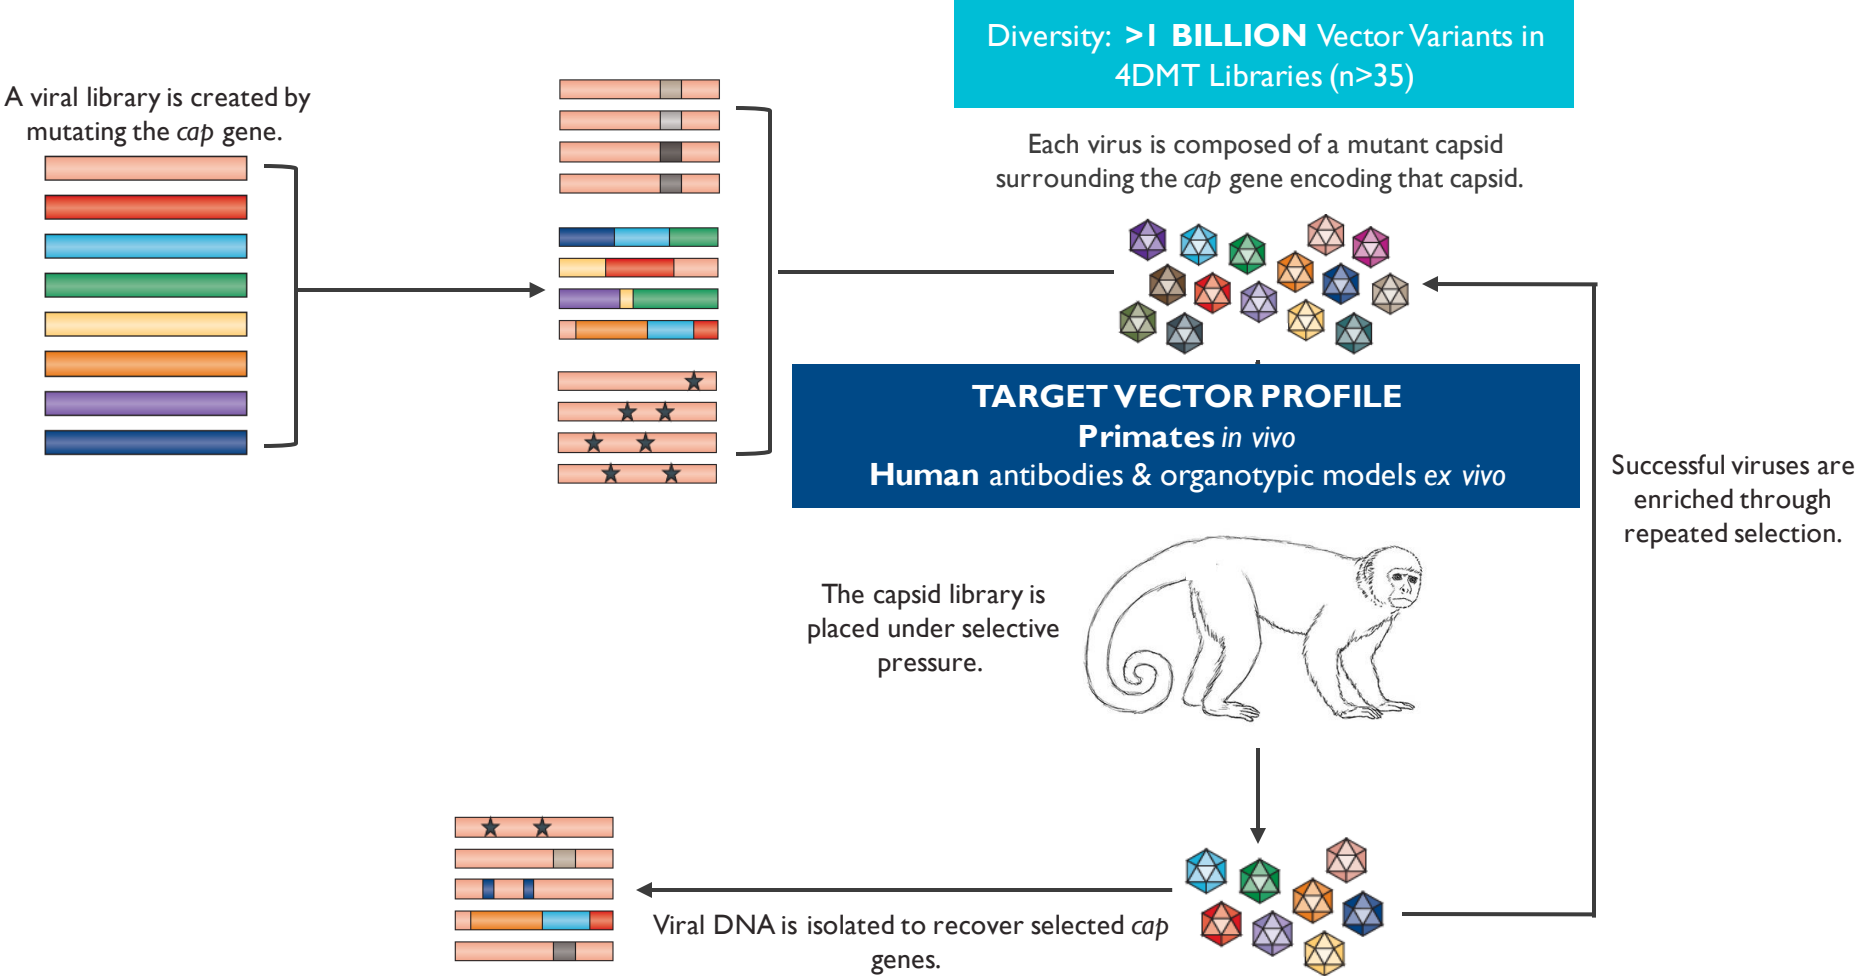 Diversity: >1 BILLION Vector Variants in
4DMT Libraries (n>35)
A viral library is created by
mutating the cap gene.
Each virus is composed of a mutant capsid
surrounding the cap gene encoding that capsid.
TARGET VECTOR PROFILE
Primates in vivo
Human antibodies & organotypic models ex vivo
Successful viruses are
enriched through
repeated selection.
The capsid library is
placed under selective
pressure.
Viral DNA is isolated to recover selected cap
genes.